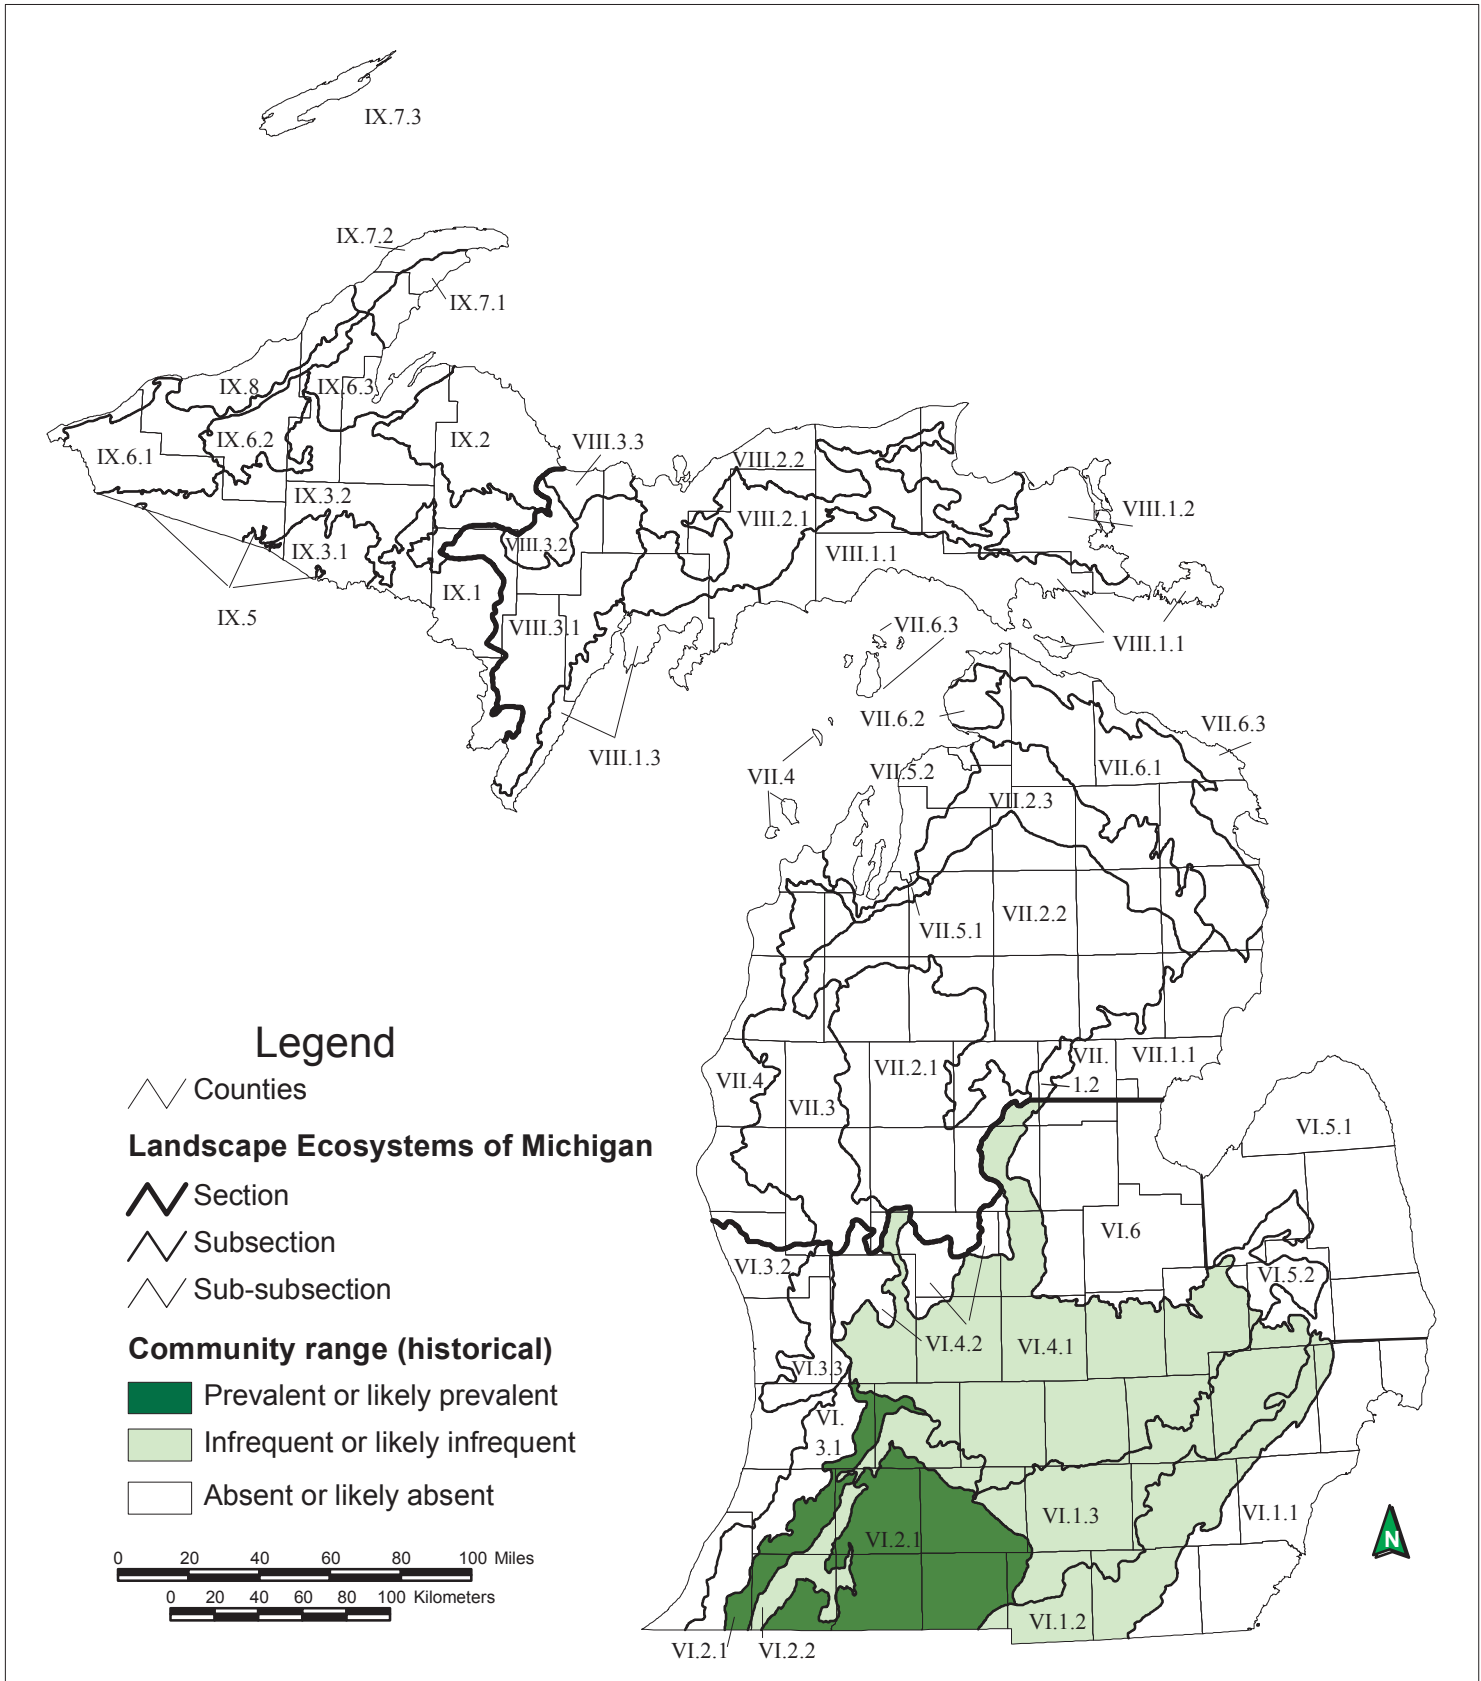 IX.7.3
IX.7.2
IX.7.1
IX.8
IX.6.3
IX.6.1
IX.6.2
IX.2
VIII.3.3
VIII.2.2
IX.3.2
VIII.2.1
VIII.1.2
IX.3.1
VIII.3.2
VIII.1.1
IX.1
IX.5
VIII.3.1
VII.6.3
VIII.1.1
VII.6.2
VII.6.3
VIII.1.3
VII.4
VII.5.2
VII.6.1
VII.2.3
VII.5.1
VII.2.2
VII.4
VII.3
VII.2.1
VII.
1.2
VII.1.1
VI.5.1
VI.6
VI.3.2
VI.5.2
VI.4.2
VI.4.1
VI.3.3
VI.
3.1
VI.1.3
VI.1.1
VI.2.1
VI.1.2
VI.2.1
VI.2.2
Legend
Counties
Landscape Ecosystems of Michigan
Section
Subsection
Sub-subsection
Community range (historical)
Prevalent or likely prevalent
Infrequent or likely infrequent
Absent or likely absent
0 20 40 60 80 100 Miles
0 20 40 60 80 100 Kilometers
N